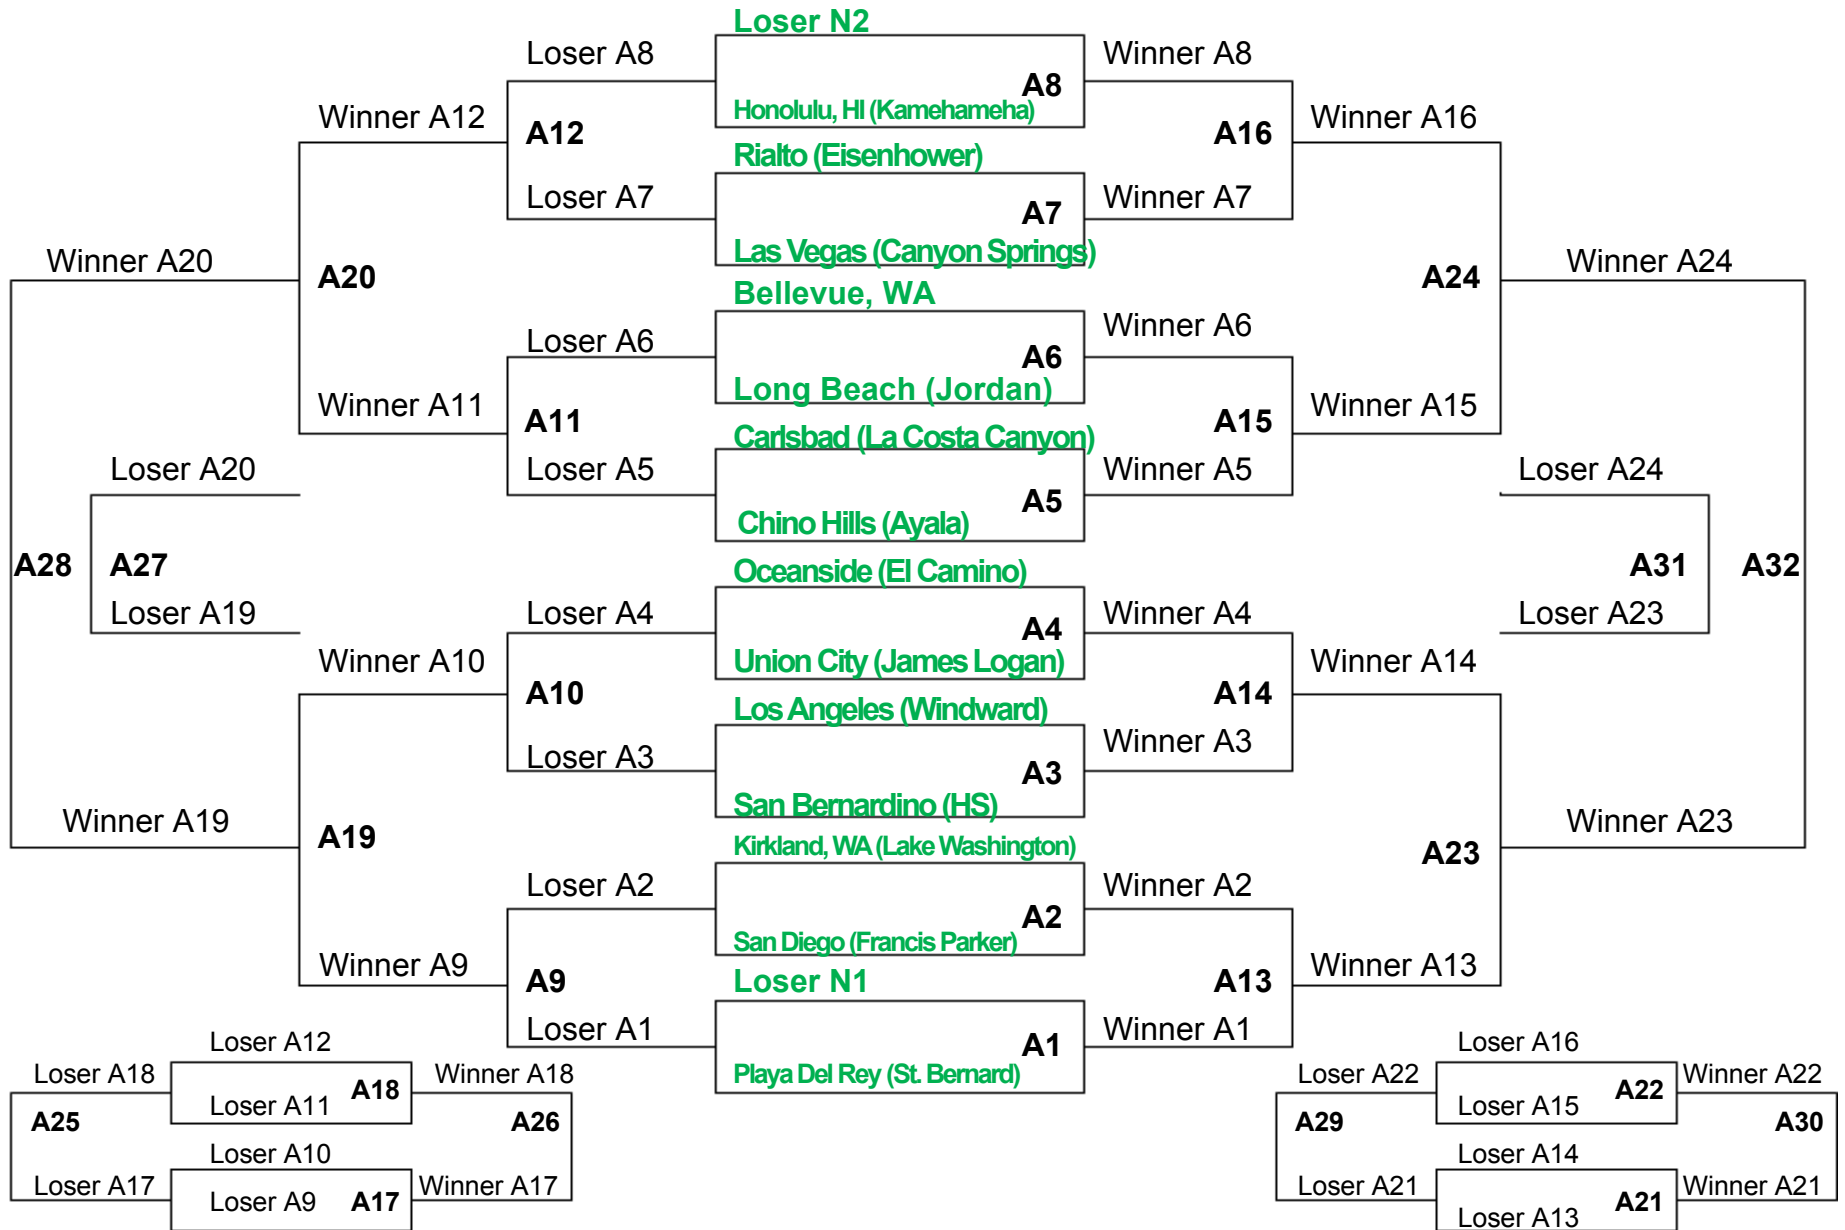 Loser N2
Loser A8
Winner A8
A8
Honolulu, HI (Kamehameha)
Winner A12
A12
A16
Winner A16
Rialto (Eisenhower)
Loser A7
A7
Winner A7
Las Vegas (Canyon Springs)
Winner A20
A20
A24
Winner A24
Bellevue, WA
Loser A6
Winner A6
A6
Long Beach (Jordan)
Winner A11
A11
A15
Winner A15
Carlsbad (La Costa Canyon)
Loser A20
Loser A5
Winner A5
Loser A24
A5
Chino Hills (Ayala)
A28
A27
Oceanside (El Camino)
A31
A32
Loser A19
Loser A4
Winner A4
Loser A23
A4
Winner A10
Union City (James Logan)
Winner A14
A10
A14
Los Angeles (Windward)
Loser A3
Winner A3
A3
San Bernardino (HS)
Winner A19
A19
Winner A23
Kirkland, WA (Lake Washington)
A23
Loser A2
Winner A2
A2
San Diego (Francis Parker)
Winner A9
A9
Loser N1
A13
Winner A13
Loser A1
A1
Winner A1
Playa Del Rey (St. Bernard)
Loser A12
Loser A18
A18
Winner A18
Loser A11
A25
A26
Loser A10
Loser A17
Winner A17
Loser A9
A17
Loser A16
Loser A22
A22
Winner A22
Loser A15
A29
A30
Loser A14
Loser A21
A21
Winner A21
Loser A13